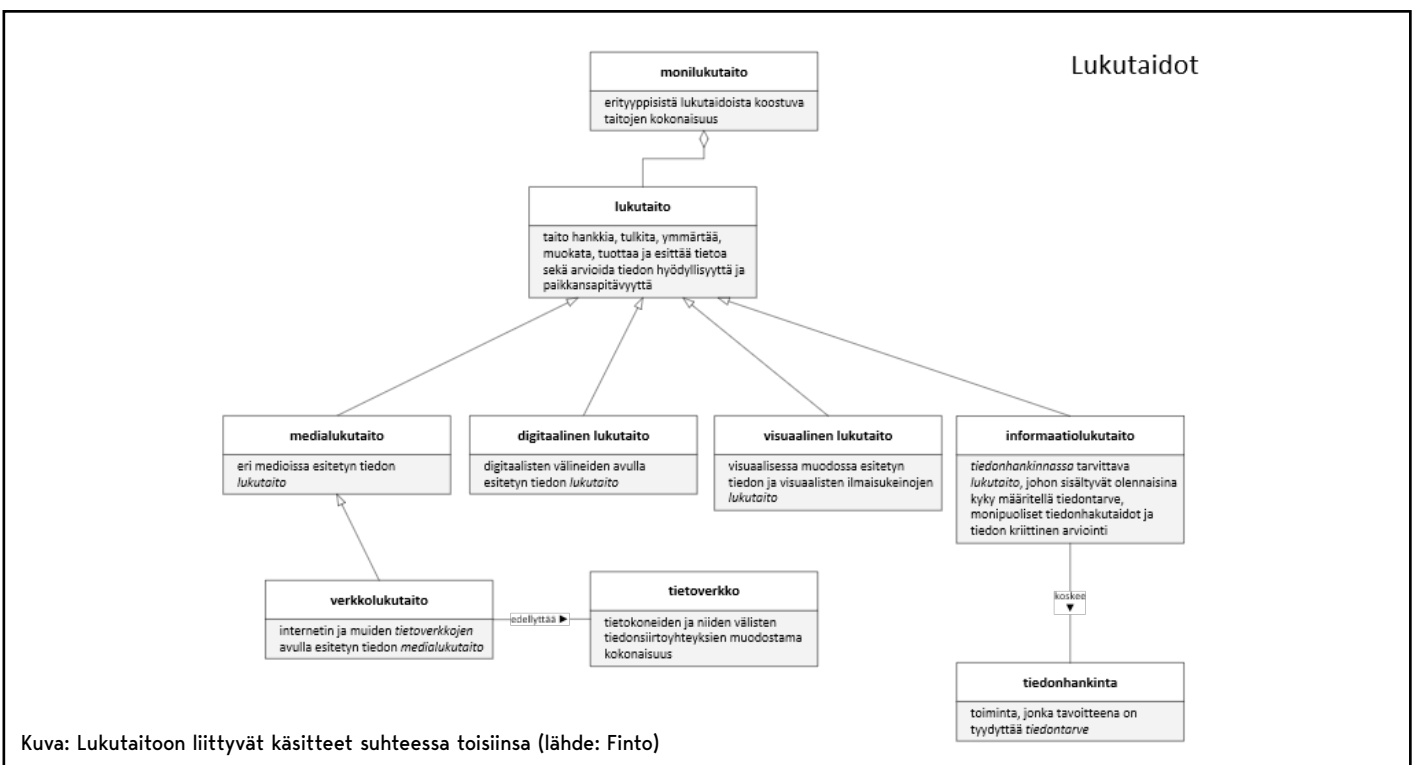 Lukutaidot
monilukutaito
erityyppisistä lukutaidoista koostuva
taitojen kokonaisuus
lukutaito
taito hankkia, tulkita, ymmärtää,
muokata, tuottaa ja esittää tietoa
sekä arvioida tiedon hyödyllisyyttä ja
paikkansapitävyyttä
medialukutaito
eri medioissa esitetyn tiedon
lukutaito
digitaalinen lukutaito
digitaalisten välineiden avulla
esitetyn tiedon lukutaito
visuaalinen lukutaito
visuaalisessa muodossa esitetyn
tiedon ja visuaalisten ilmaisukeinojen
lukutaito
informaatiolukutaito
tiedonhankinnassa tarvittava
lukutaito, johon sisältyvät olennaisina
kyky määritellä tiedontarve,
monipuoliset tiedonhakutaidot ja
tiedon kriittinen arviointi
verkkolukutaito
internetin ja muiden tietoverkkojen
avulla esitetyn tiedon medialukutaito
edellyttää ►
tietoverkko
tietokoneiden ja niiden välisten
tiedonsiirtoyhteyksien muodostama
kokonaisuus
koskee
▼
tiedonhankinta
toiminta, jonka tavoitteena on
tyydyttää tiedontarve
Kuva: Lukutaitoon liittyvät käsitteet suhteessa toisiinsa (lähde: Finto)